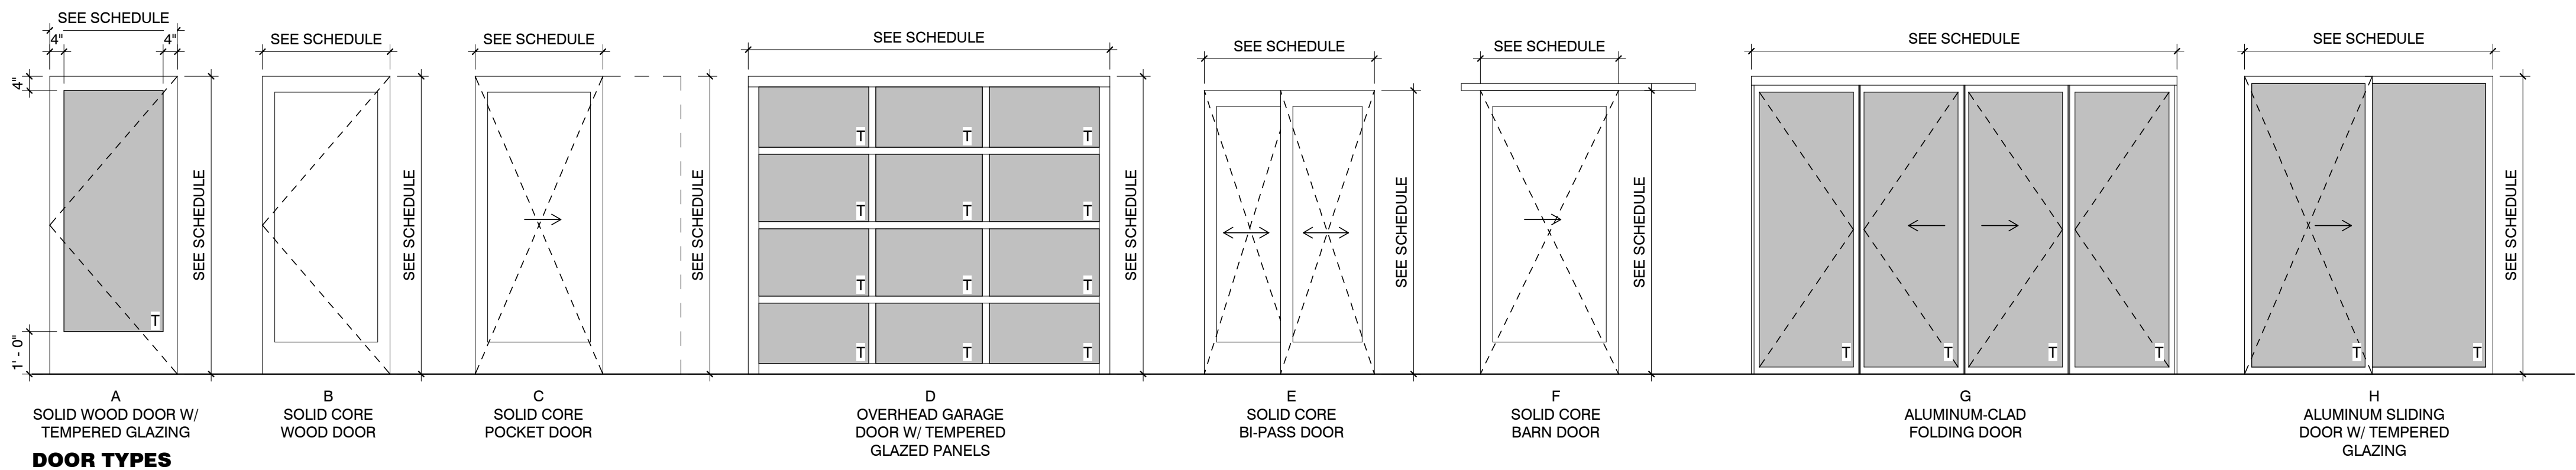 SEE SCHEDULE
4"
4"
4"
1' - 0"
SEE SCHEDULE
T
A
SOLID WOOD DOOR W/
TEMPERED GLAZING
SEE SCHEDULE
SEE SCHEDULE
B
SOLID CORE
WOOD DOOR
SEE SCHEDULE
SEE SCHEDULE
C
SOLID CORE
POCKET DOOR
SEE SCHEDULE
T
T
T
T
T
T
T
T
T
T
T
T
SEE SCHEDULE
D
OVERHEAD GARAGE
DOOR W/ TEMPERED
GLAZED PANELS
SEE SCHEDULE
SEE SCHEDULE
E
SOLID CORE
BI-PASS DOOR
SEE SCHEDULE
SEE SCHEDULE
F
SOLID CORE
BARN DOOR
SEE SCHEDULE
T
T
T
T
G
ALUMINUM-CLAD
FOLDING DOOR
SEE SCHEDULE
T
T
SEE SCHEDULE
H
ALUMINUM SLIDING
DOOR W/ TEMPERED
GLAZING
DOOR TYPES